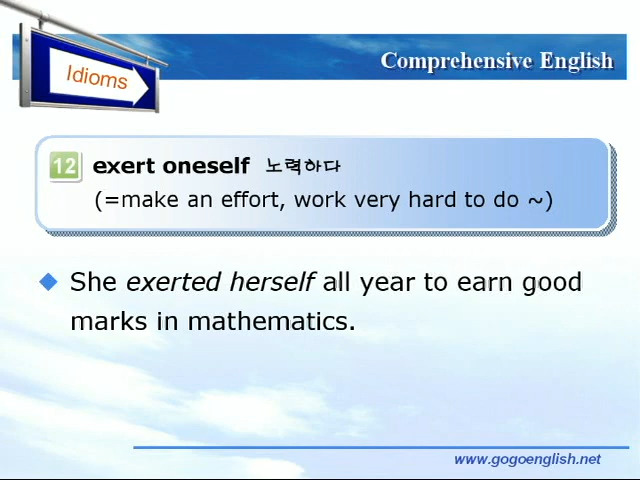 Idioms
Comprehensive English
12 exert oneself 노력하다
(=make an effort, work very hard to do ~)
She exerted herself all year to earn good
marks in mathematics.
www.gogoenglish.net